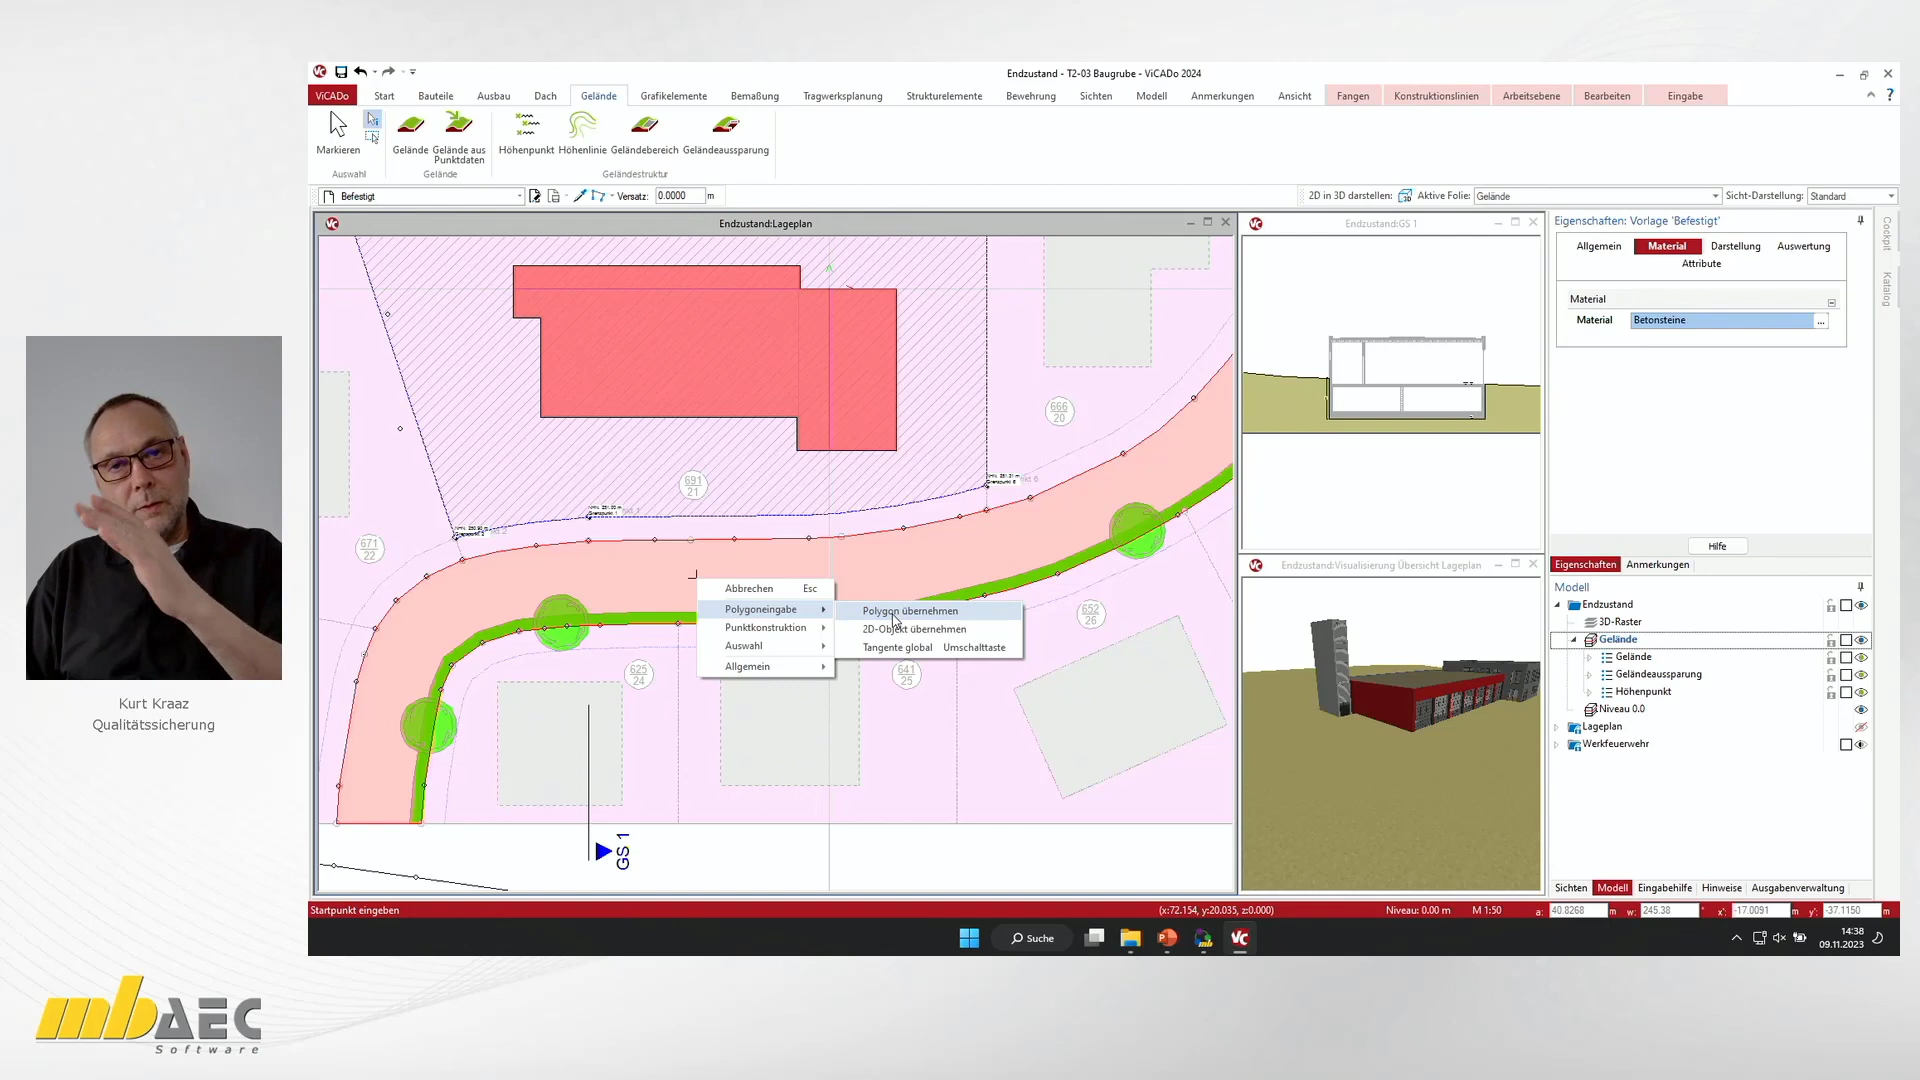 Endzustand - T2-03 Baugrube - ViCADo 2024
ViCADo Start Bauteile Ausbau Dach Gelände Grafikelemente Bemaßung Tragwerksplanung Strukturelemente Bewehrung Sichten Modell Anmerkungen Ansicht Fangen Konstruktionslinien Arbeitsebene Bearbeiten Eingabe
Markieren
Gelände
Gelände aus Punktdaten
Höhenpunkt
Höhenlinie
Geländebereich
Geländeaussparung
Auswahl
Gelände
Geländestruktur
Befestigt
Versatz: 0.0000 m
2D in 3D darstellen:
Aktive Folie: Gelände
Sicht-Darstellung: Standard
Endzustand:Lageplan
691
21
666
20
671
22
625
24
641
25
652
26
GS 1
Abbrechen Esc
Polygoneingabe
Punktkonstruktion
Auswahl
Allgemein
Polygon übernehmen
2D-Objekt übernehmen
Tangente global Umschalttaste
Endzustand:GS 1
Endzustand:Visualisierung Übersicht Lageplan
Eigenschaften: Vorlage 'Befestigt'
Allgemein Material Darstellung Auswertung
Attribute
Material
Material Betonsteine ...
Hilfe
Eigenschaften Anmerkungen
Modell
Endzustand
3D-Raster
Gelände
Gelände
Geländeaussparung
Höhenpunkt
Niveau 0.0
Lageplan
Werkfeuerwehr
Sichten Modell Eingabehilfe Hinweise Ausgabenverwaltung
Cockpit
Katalog
Startpunkt eingeben
(x:72.154, y:20.035, z:0.000)
Niveau: 0.00 m
M 1:50
a: 40.8268 m w: 245.38 ° x': -17.0091 m y': -37.1150 m
Suche
14:38
09.11.2023
Kurt Kraaz
Qualitätssicherung
mb AEC
Software